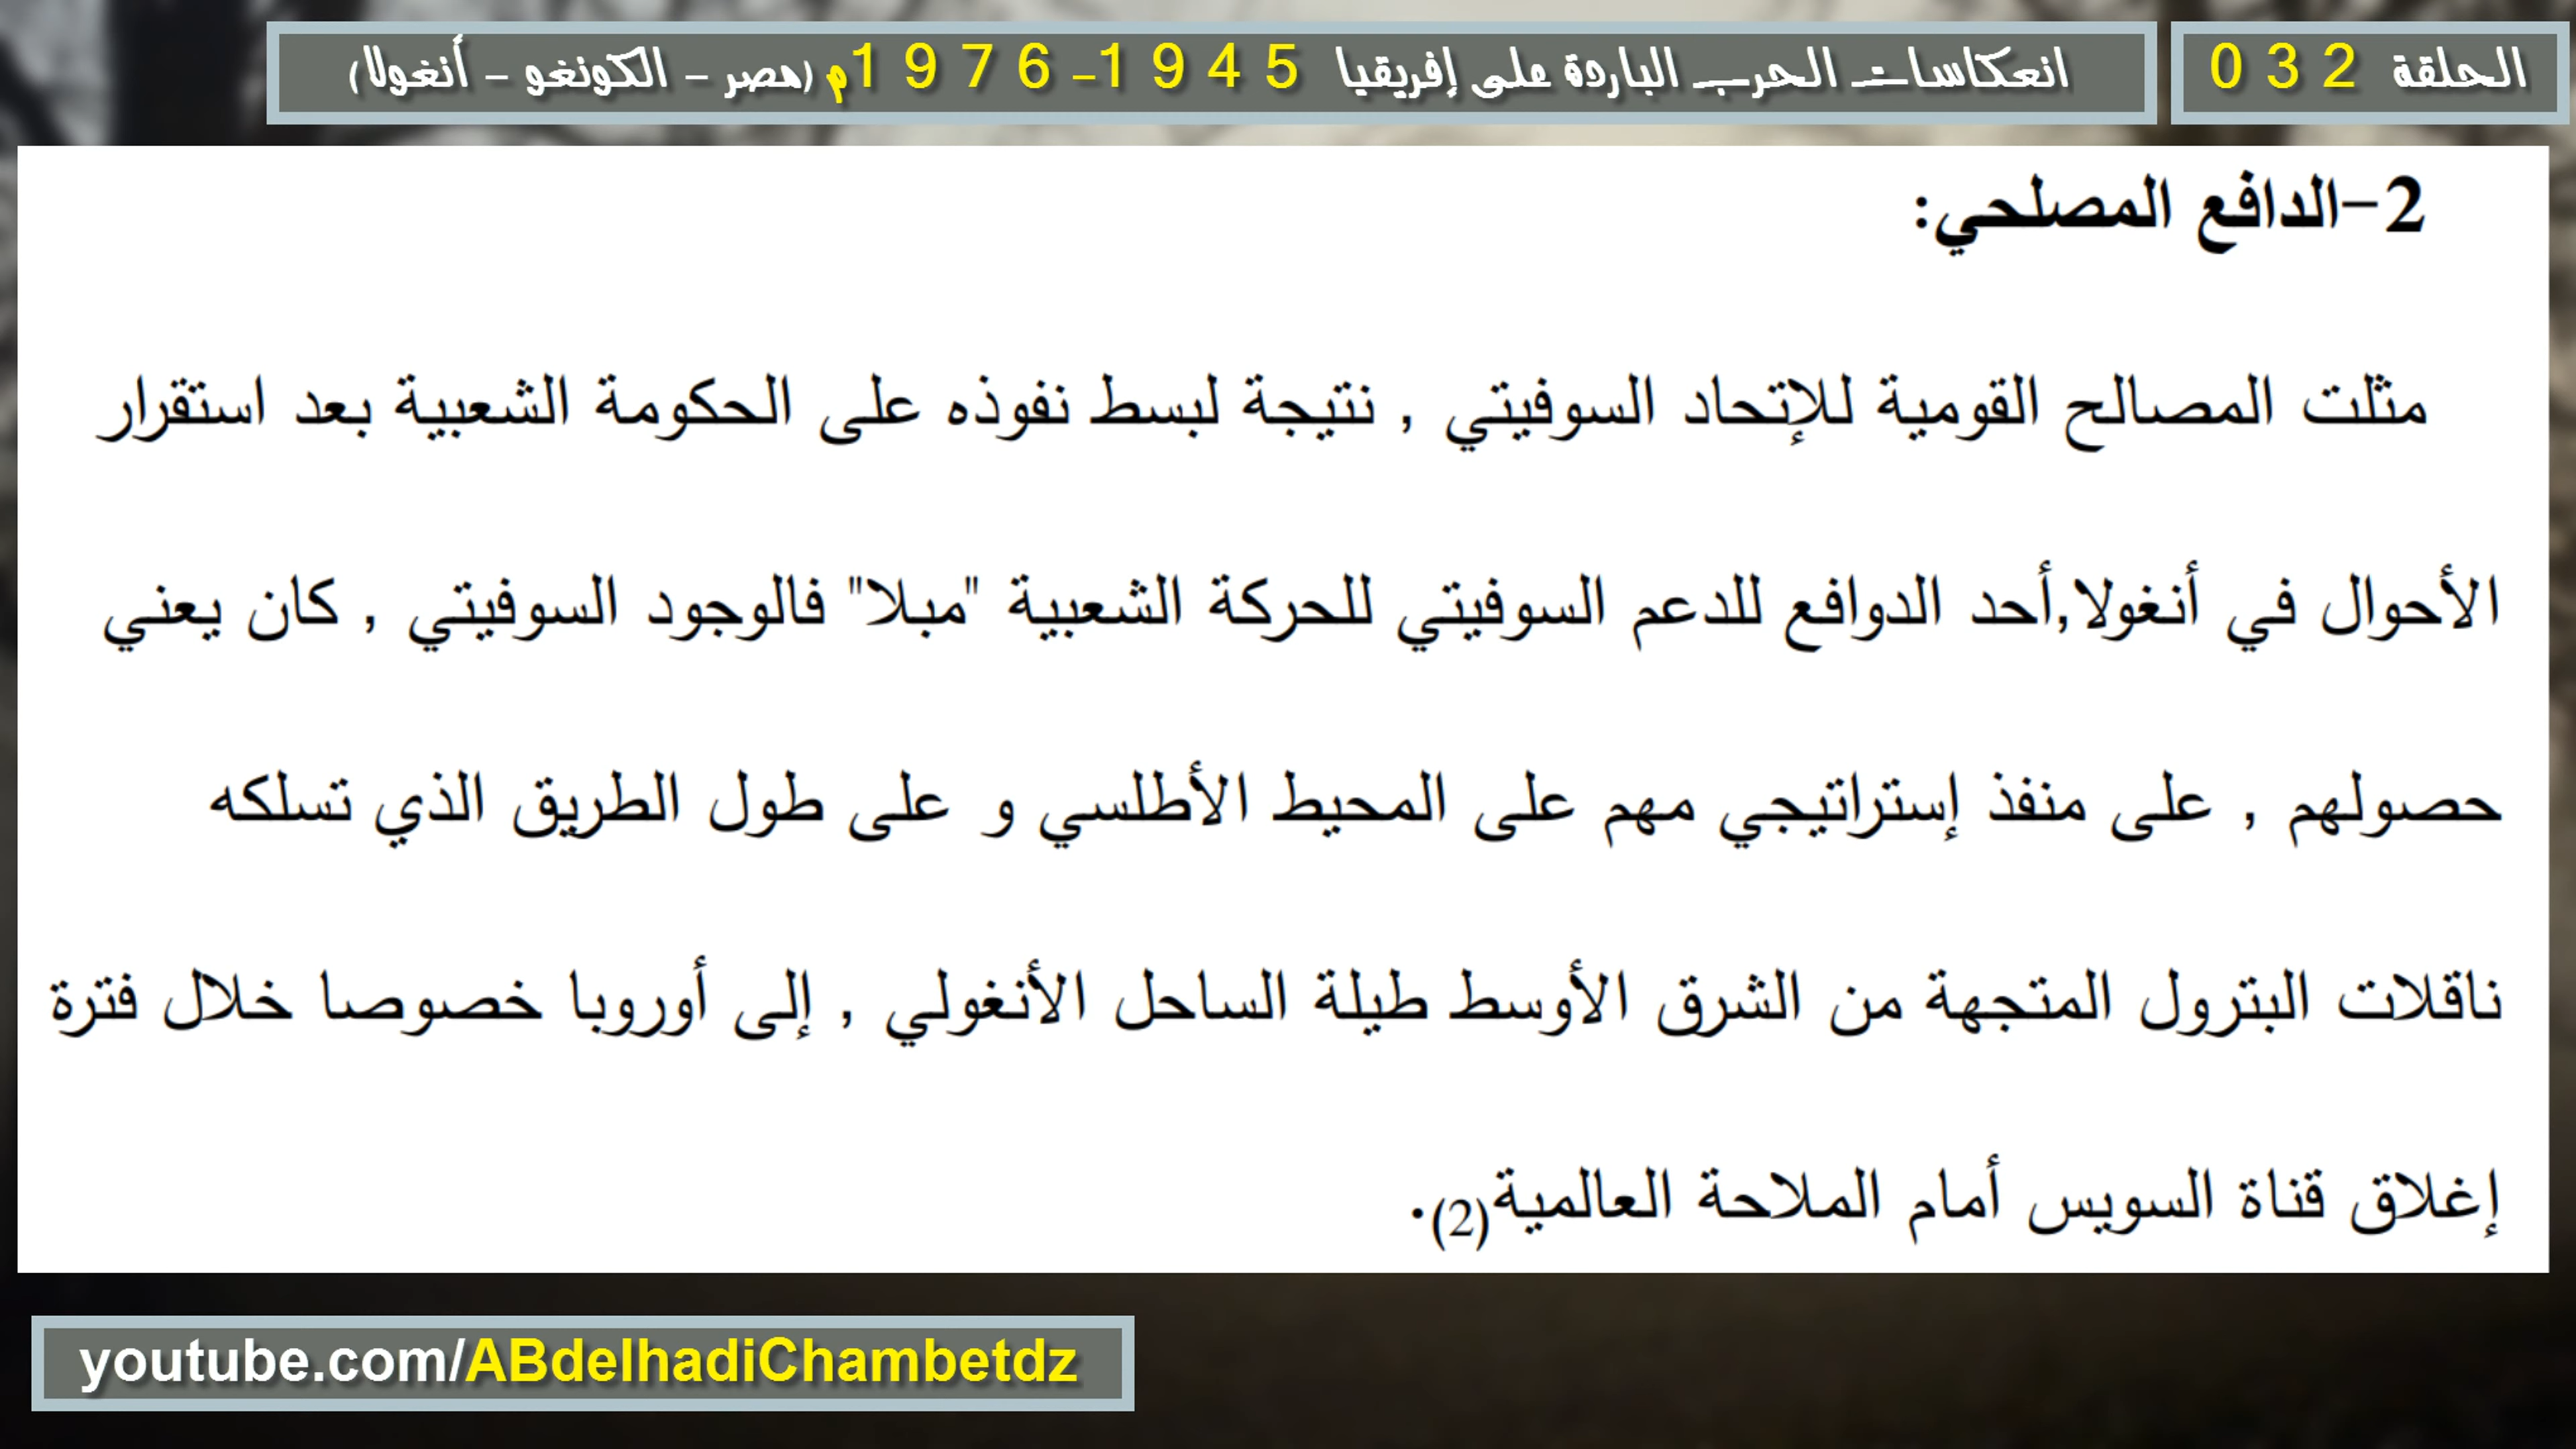 الحلقة 032
انعكاسات الحرب الباردة على إفريقيا 1945-1976م (مصر - الكونغو - أنغولا)
2-الدافع المصلحي:
مثلت المصالح القومية للإتحاد السوفيتي , نتيجة لبسط نفوذه على الحكومة الشعبية بعد استقرار
الأحوال في أنغولا,أحد الدوافع للدعم السوفيتي للحركة الشعبية "مبلا" فالوجود السوفيتي , كان يعني
حصولهم , على منفذ إستراتيجي مهم على المحيط الأطلسي و على طول الطريق الذي تسلكه
ناقلات البترول المتجهة من الشرق الأوسط طيلة الساحل الأنغولي , إلى أوروبا خصوصا خلال فترة
إغلاق قناة السويس أمام الملاحة العالمية(2).
youtube.com/ABdelhadiChambetdz